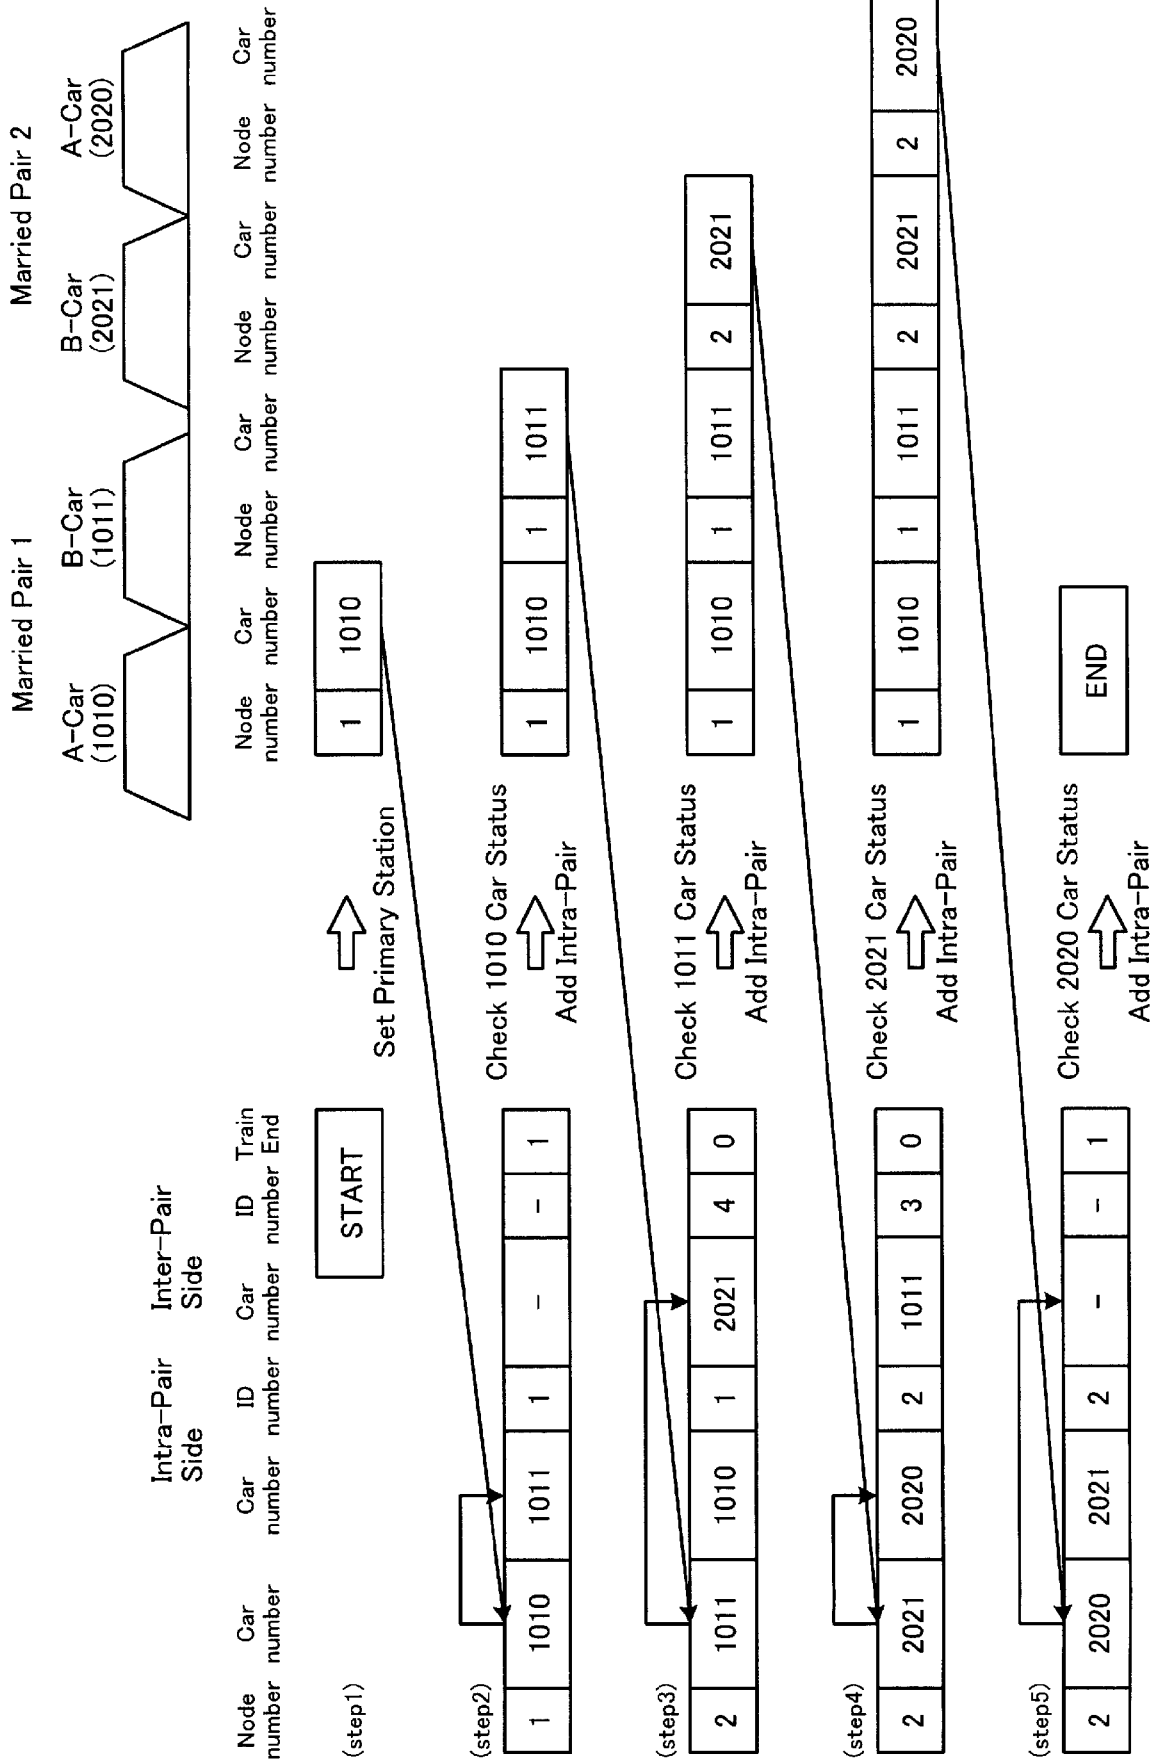 Married Pair 1
Married Pair 2
A-Car
(1010)
B-Car
(1011)
B-Car
(2021)
A-Car
(2020)
Intra-Pair
Side
Inter-Pair
Side
Node
number
Car
number
Car
number
ID
number
Car
number
ID
number
Train
End
Node
number
Car
number
Node
number
Car
number
Node
number
Car
number
Node
number
Car
number
(step1)
START
Set Primary Station
1 1010
(step2)
1 1010 1011 1 - - 1
Check 1010 Car Status
Add Intra-Pair
1 1010 1 1011
(step3)
2 1011 1010 1 2021 4 0
Check 1011 Car Status
Add Intra-Pair
1 1010 1 1011 2 2021
(step4)
2 2021 2020 2 1011 3 0
Check 2021 Car Status
Add Intra-Pair
1 1010 1 1011 2 2021 2 2020
(step5)
2 2020 2021 2 - - 1
Check 2020 Car Status
Add Intra-Pair
END